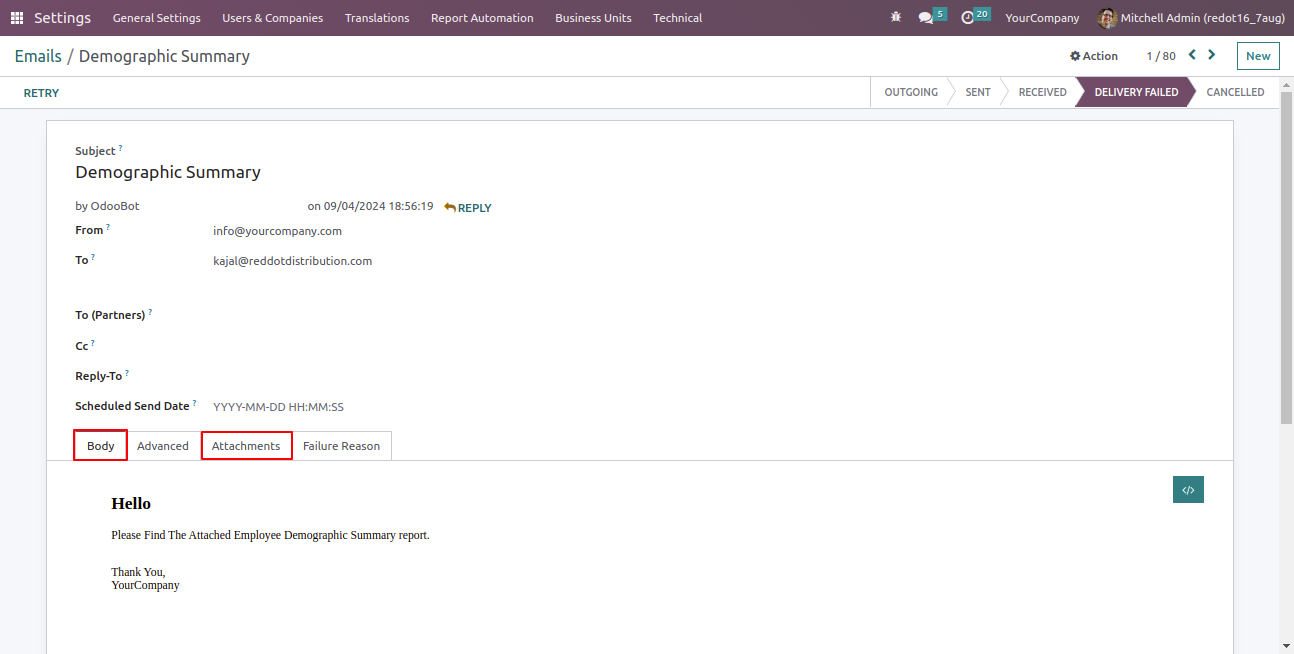 Settings General Settings Users & Companies Translations Report Automation Business Units Technical 5 20 YourCompany Mitchell Admin (redot16_7aug)
Emails / Demographic Summary Action 1 / 80 New
RETRY OUTGOING SENT RECEIVED DELIVERY FAILED CANCELLED
Subject ?
Demographic Summary
by OdooBot on 09/04/2024 18:56:19 REPLY
From ? info@yourcompany.com
To ? kajal@reddotdistribution.com
To (Partners) ?
Cc ?
Reply-To ?
Scheduled Send Date ? YYYY-MM-DD HH:MM:SS
Body Advanced Attachments Failure Reason
</>
Hello
Please Find The Attached Employee Demographic Summary report.
Thank You,
YourCompany